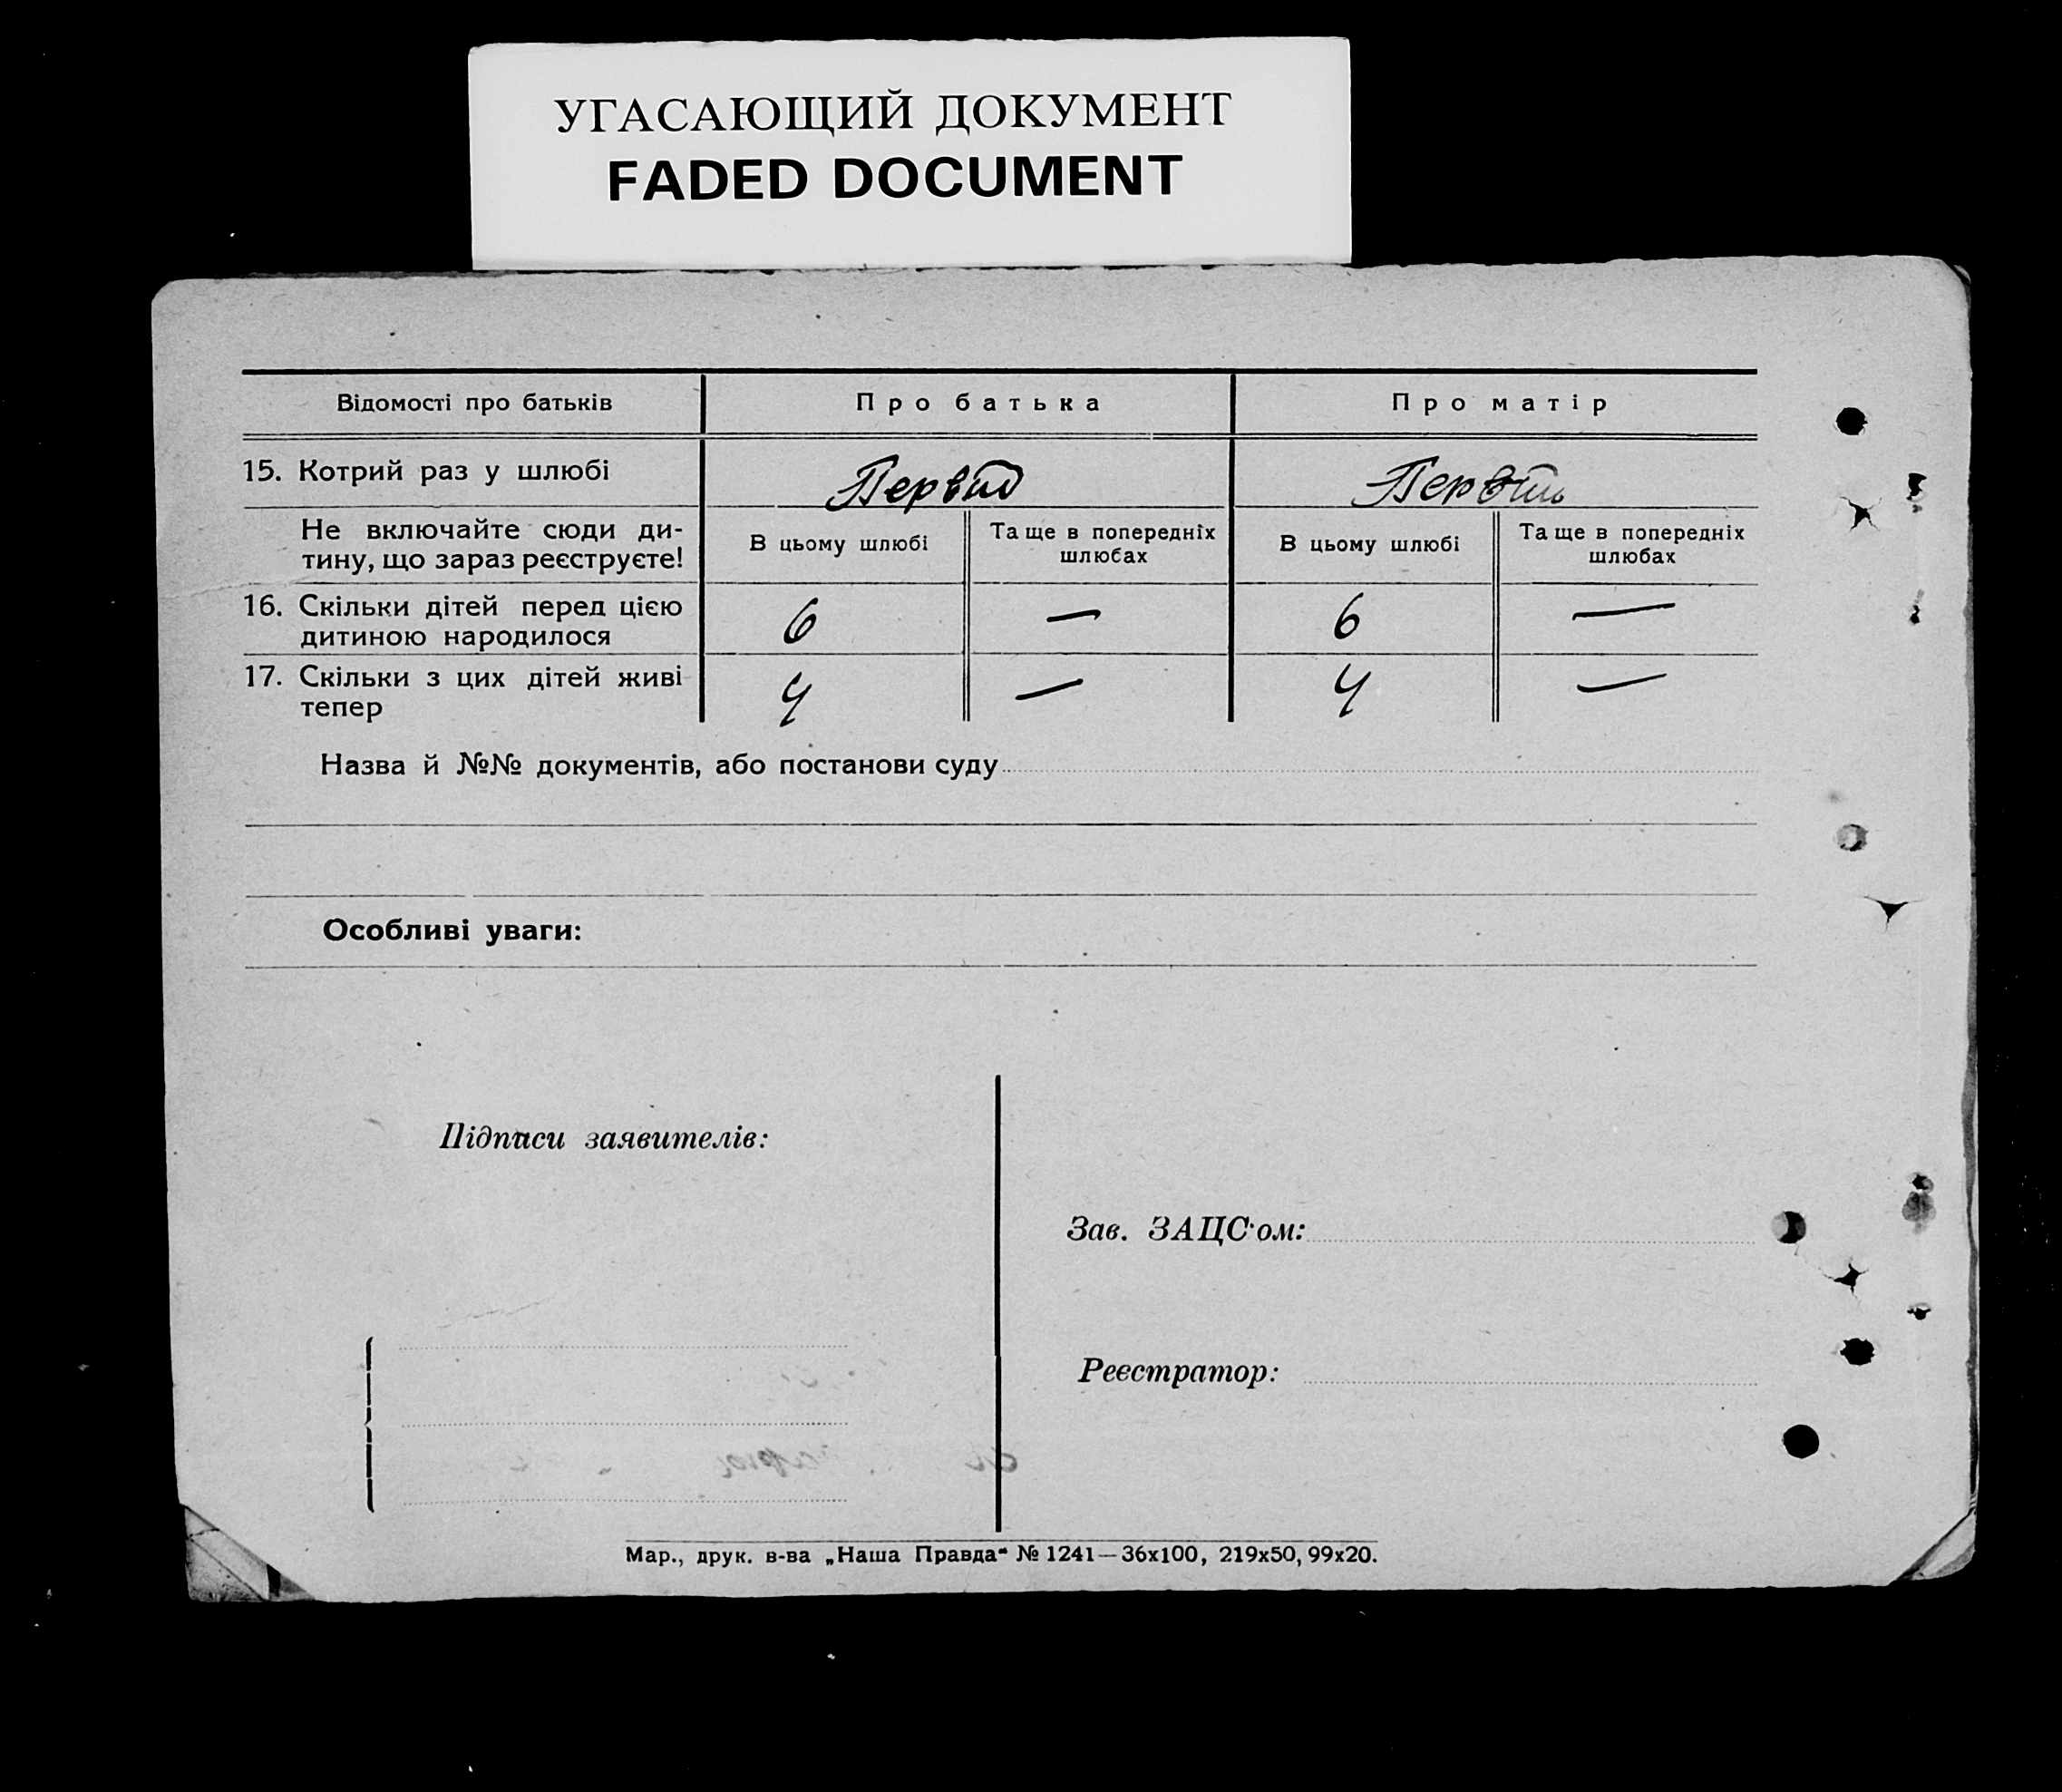 УГАСАЮЩИЙ ДОКУМЕНТ
FADED DOCUMENT
Відомості про батьків Про батька Про матір
15. Котрий раз у шлюбі Первий Первий
Не включайте сюди ди-
тину, що зараз реєструєте!
В цьому шлюбі
Та ще в попередніх
шлюбах
В цьому шлюбі
Та ще в попередніх
шлюбах
16. Скільки дітей перед цією
дитиною народилося
6 — 6 —
17. Скільки з цих дітей живі
тепер
4 — 4 —
Назва й №№ документів, або постанови суду
Особливі уваги:
Підписи заявителів:
Зав. ЗАЦС'ом:
Реєстратор:
Мар., друк. в-ва „Наша Правда“ № 1241—36х100, 219х50, 99х20.